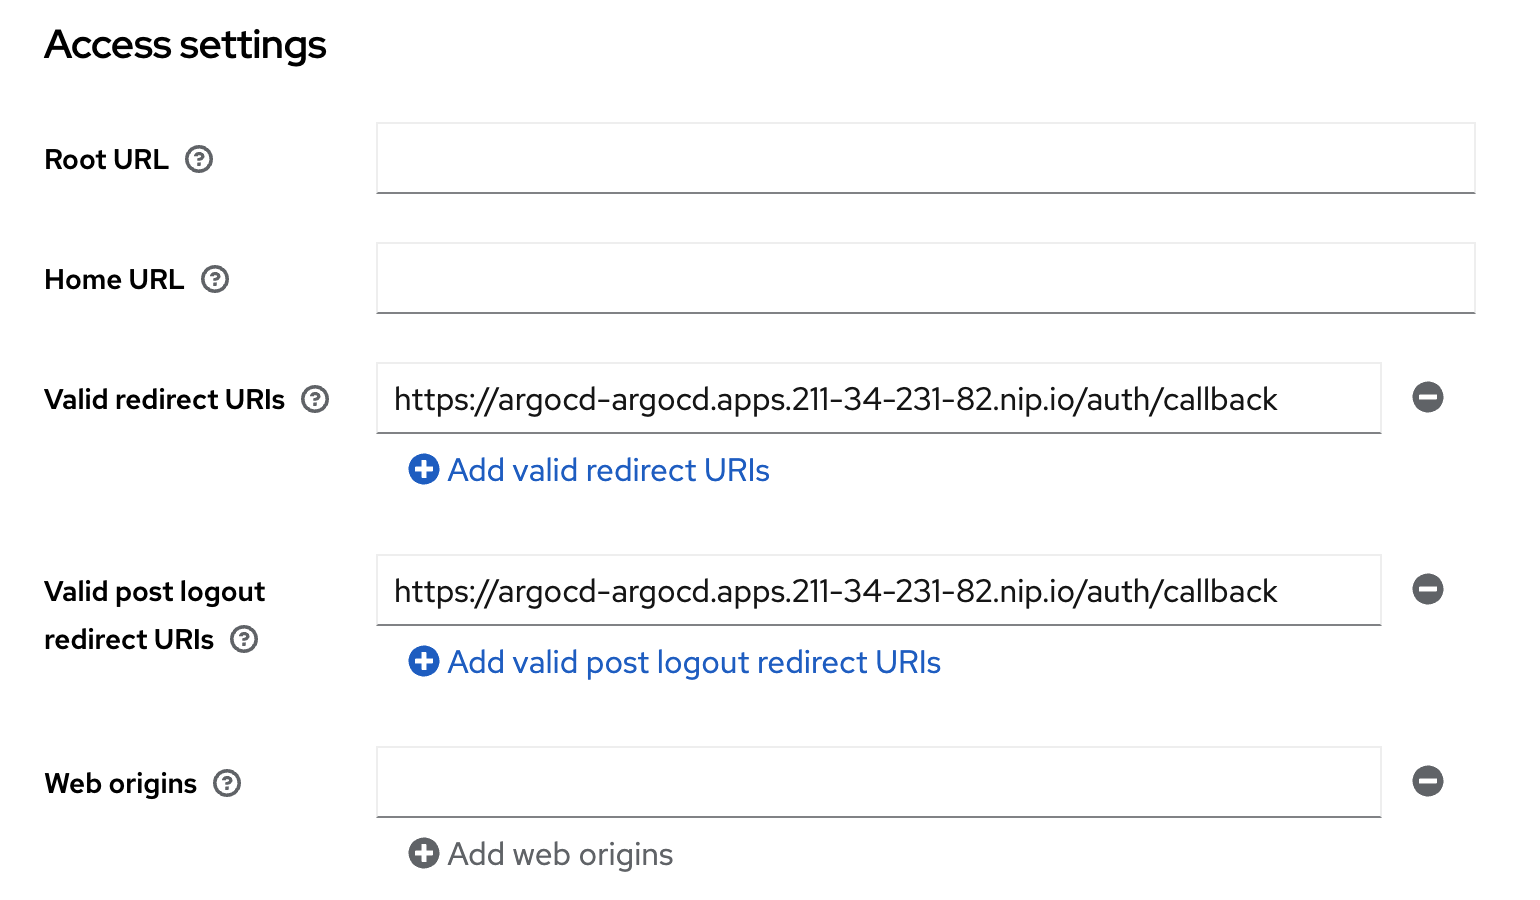 Access settings
Root URL
Home URL
Valid redirect URIs
https://argocd-argocd.apps.211-34-231-82.nip.io/auth/callback
Add valid redirect URIs
Valid post logout
redirect URIs
https://argocd-argocd.apps.211-34-231-82.nip.io/auth/callback
Add valid post logout redirect URIs
Web origins
Add web origins